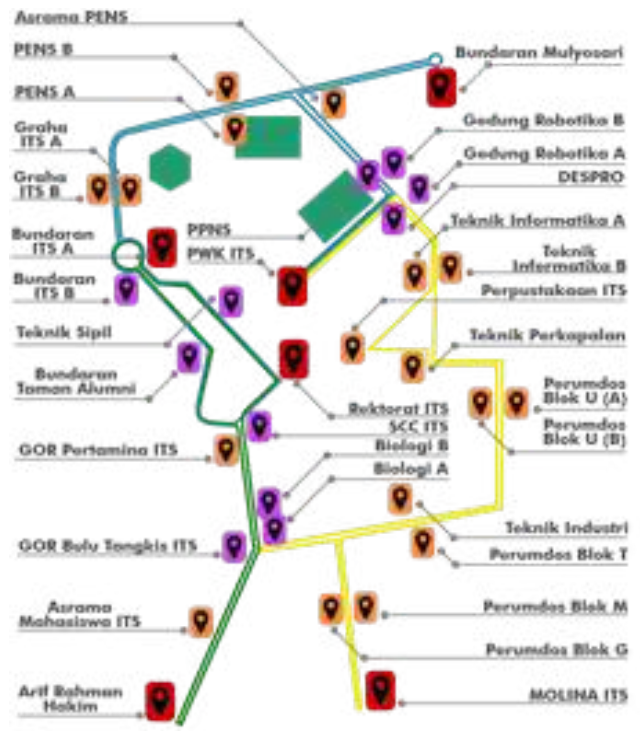 Asrama PENS
PENS B
Bundaran Mulyosari
PENS A
Gedung Robotika B
Graha
ITS A
Gedung Robotika A
DESPRO
Graha
ITS B
Teknik Informatika A
PPNS
Bundaran
ITS A
PWK ITS
Teknik
Informatika B
Bundaran
ITS B
Perpustakaan ITS
Teknik Sipil
Teknik Perkapalan
Bundaran
Taman Alumni
Perumdos
Blok U (A)
Rektorat ITS
SCC ITS
Perumdos
Blok U (B)
GOR Pertamina ITS
Biologi B
Biologi A
Teknik Industri
GOR Bulu Tangkis ITS
Perumdos Blok T
Asrama
Mahasiswa ITS
Perumdos Blok M
Perumdos Blok G
Arif Rahman
Hakim
MOLINA ITS